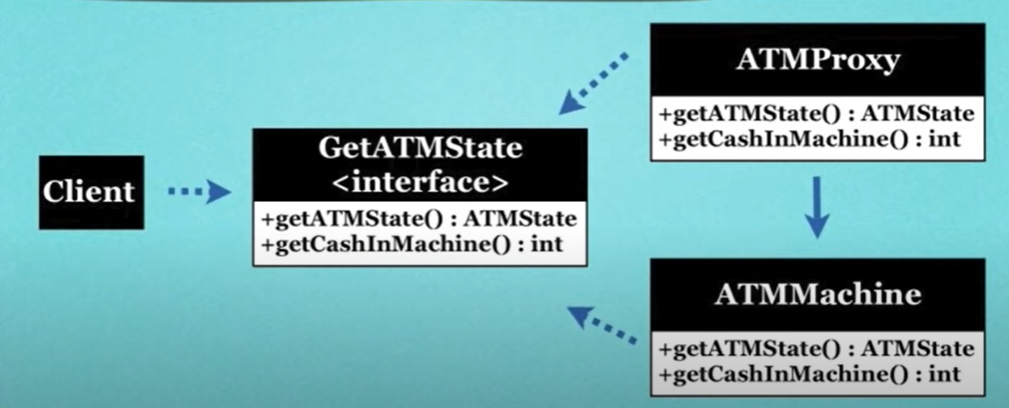 Client
GetATMState
<interface>
+getATMState() : ATMState
+getCashInMachine() : int
ATMProxy
+getATMState() : ATMState
+getCashInMachine() : int
ATMMachine
+getATMState() : ATMState
+getCashInMachine() : int